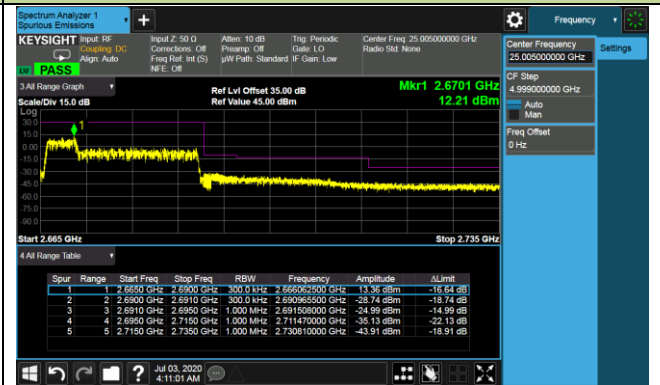 Spectrum Analyzer 1
Spurious Emissions
Frequency
KEYSIGHT Input: RF Input Z: 50 Ω Atten: 10 dB Trig: Periodic Center Freq: 25.005000000 GHz
Coupling: DC Corrections: Off Preamp: Off Gate: LO Radio Std: None
Align: Auto Freq Ref: Int (S) µW Path: Standard IF Gain: Low
NFE: Off
PASS
3 All Range Graph
Ref Lvl Offset 35.00 dB Mkr1 2.6701 GHz
Scale/Div 15.0 dB Ref Value 45.00 dBm 12.21 dBm
Log
30.0
15.0
0.00
-15.0
-30.0
-45.0
-60.0
-75.0
-90.0
1
Start 2.665 GHz Stop 2.735 GHz
4 All Range Table
Spur Range Start Freq Stop Freq RBW Frequency Amplitude ΔLimit
1 1 2.6650 GHz 2.6900 GHz 300.0 kHz 2.666062500 GHz 13.36 dBm -16.64 dB
2 2 2.6900 GHz 2.6910 GHz 300.0 kHz 2.690965500 GHz -28.74 dBm -18.74 dB
3 3 2.6910 GHz 2.6950 GHz 1.000 MHz 2.691508000 GHz -24.99 dBm -14.99 dB
4 4 2.6950 GHz 2.7150 GHz 1.000 MHz 2.711470000 GHz -35.13 dBm -22.13 dB
5 5 2.7150 GHz 2.7350 GHz 1.000 MHz 2.730810000 GHz -43.91 dBm -18.91 dB
Jul 03, 2020
4:11:01 AM
Center Frequency
25.005000000 GHz
Settings
CF Step
4.999000000 GHz
Auto
Man
Freq Offset
0 Hz